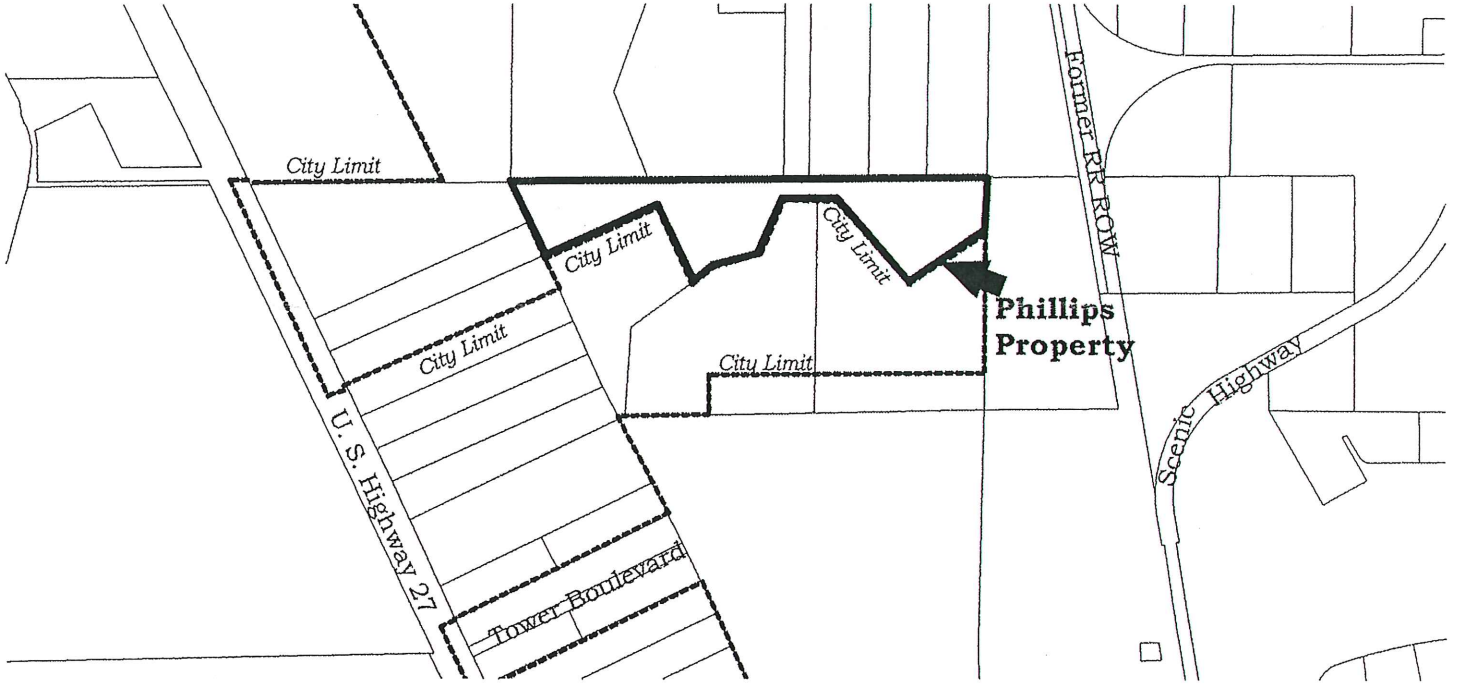 Former RR ROW
City Limit
City Limit
City Limit
Phillips
Property
City Limit
City Limit
Scenic Highway
U. S. Highway 27
Tower Boulevard